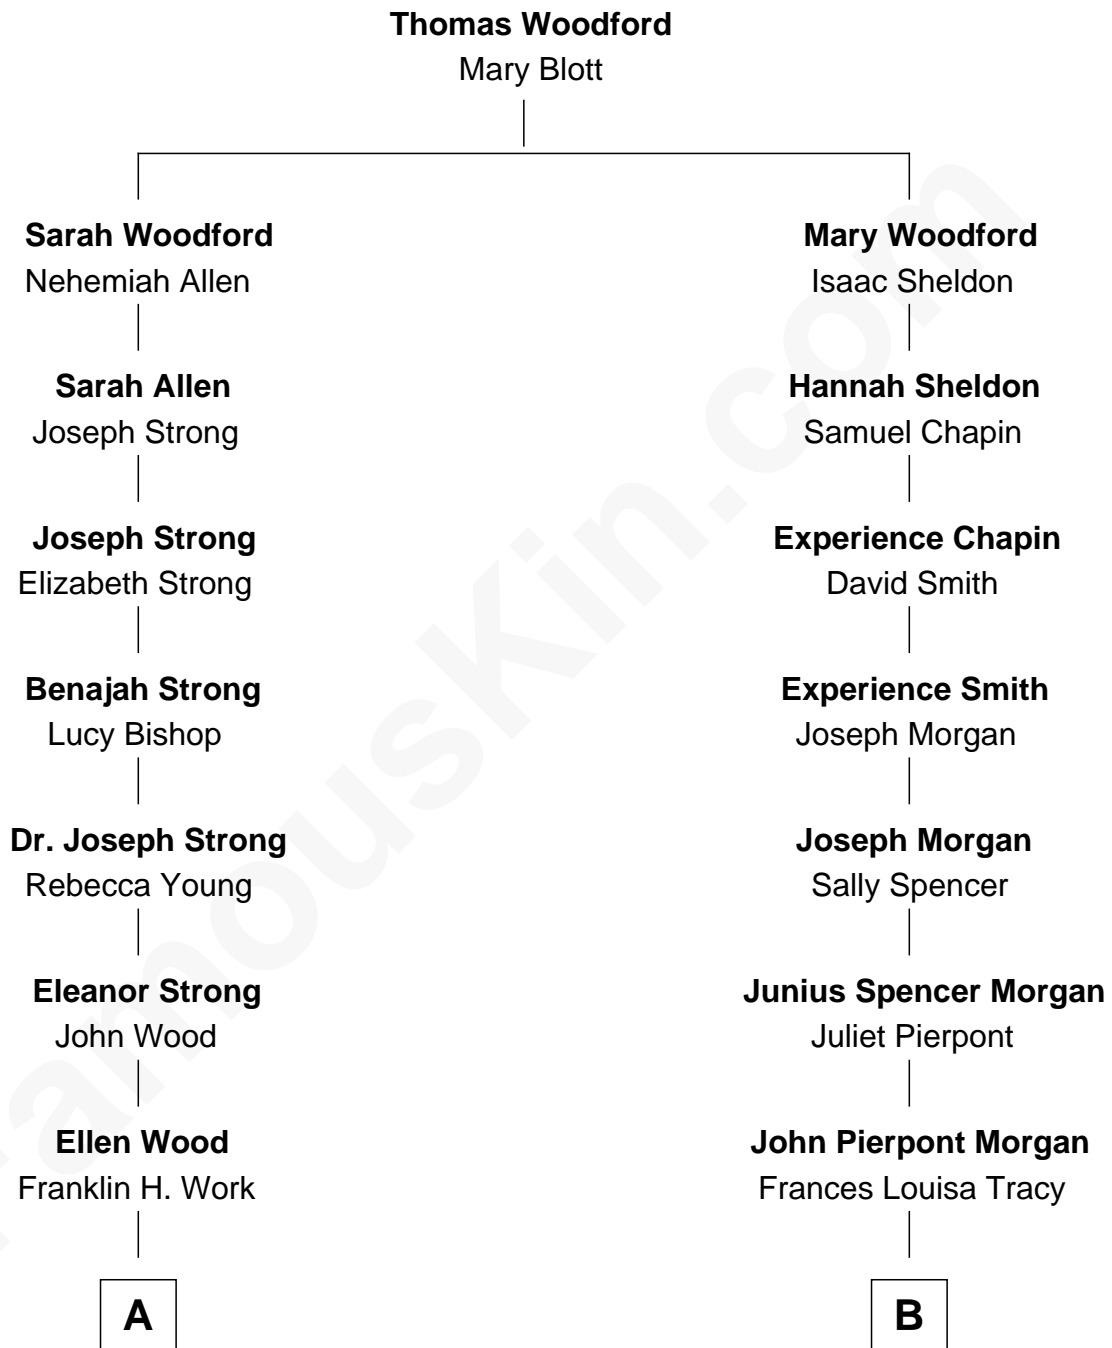 Thomas Woodford
Mary Blott
Sarah Woodford
Nehemiah Allen
Mary Woodford
Isaac Sheldon
Sarah Allen
Joseph Strong
Hannah Sheldon
Samuel Chapin
Joseph Strong
Elizabeth Strong
Experience Chapin
David Smith
Benajah Strong
Lucy Bishop
Experience Smith
Joseph Morgan
Dr. Joseph Strong
Rebecca Young
Joseph Morgan
Sally Spencer
Eleanor Strong
John Wood
Junius Spencer Morgan
Juliet Pierpont
Ellen Wood
Franklin H. Work
John Pierpont Morgan
Frances Louisa Tracy
A
B
FamousKin.com